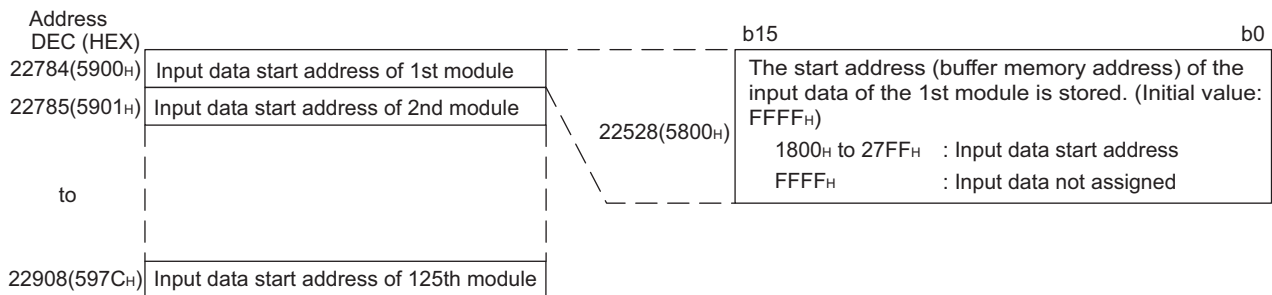 Address
DEC (HEX)
22784(5900H) Input data start address of 1st module
22785(5901H) Input data start address of 2nd module
to
22908(597CH) Input data start address of 125th module
b15 b0
22528(5800H)
The start address (buffer memory address) of the
input data of the 1st module is stored. (Initial value:
FFFFH)
1800H to 27FFH : Input data start address
FFFFH : Input data not assigned